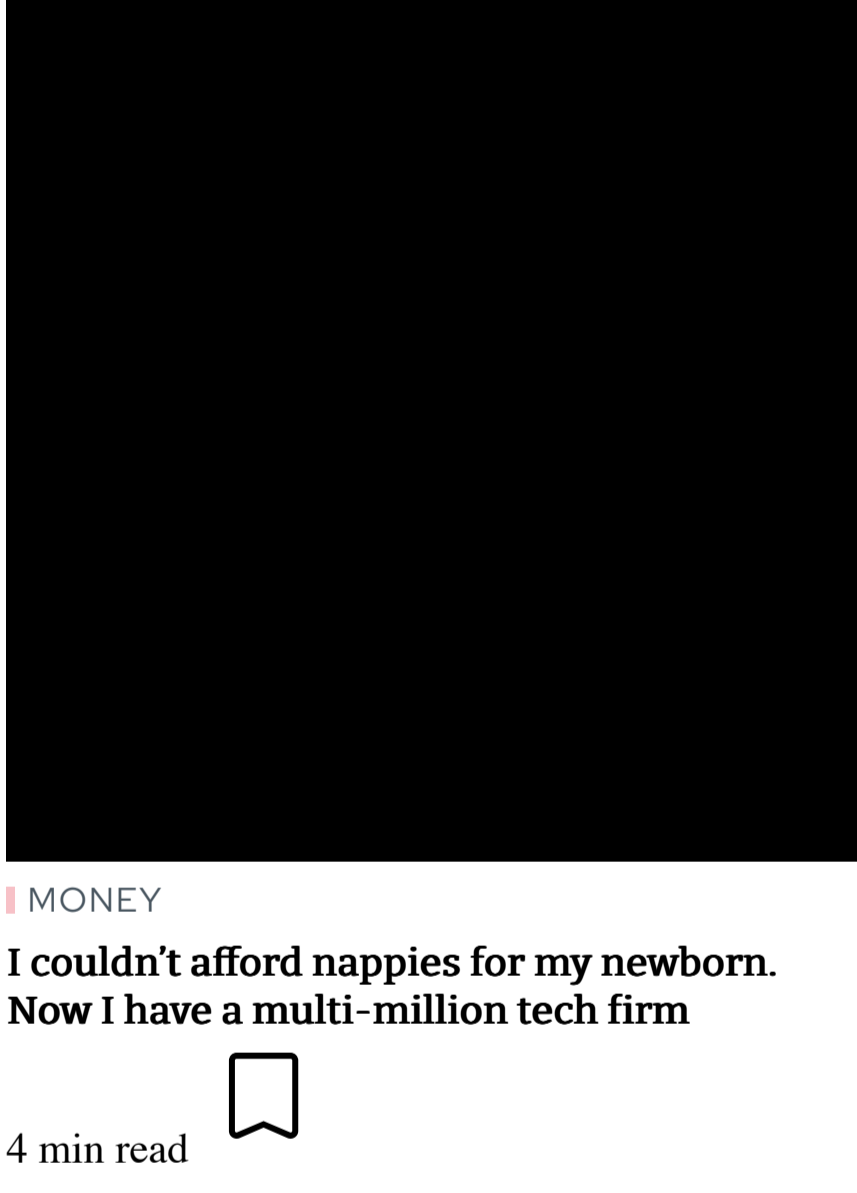 MONEY
I couldn’t afford nappies for my newborn.
Now I have a multi-million tech firm
4 min read